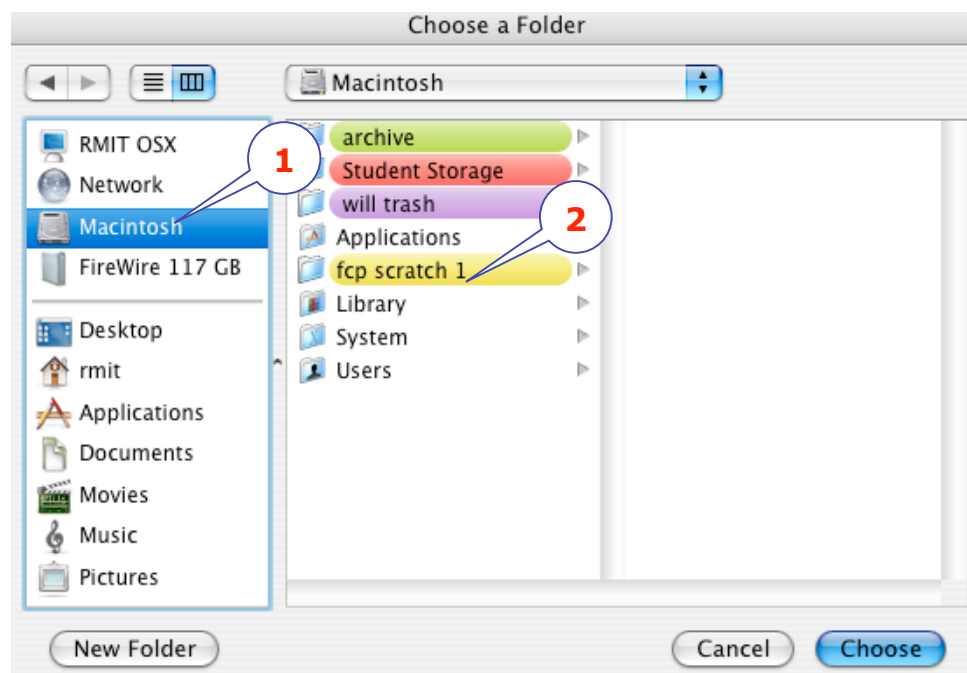 Choose a Folder
Macintosh
RMIT OSX
Network
Macintosh
FireWire 117 GB
Desktop
rmit
Applications
Documents
Movies
Music
Pictures
1
archive
Student Storage
will trash
Applications
2
fcp scratch 1
Library
System
Users
New Folder
Cancel
Choose